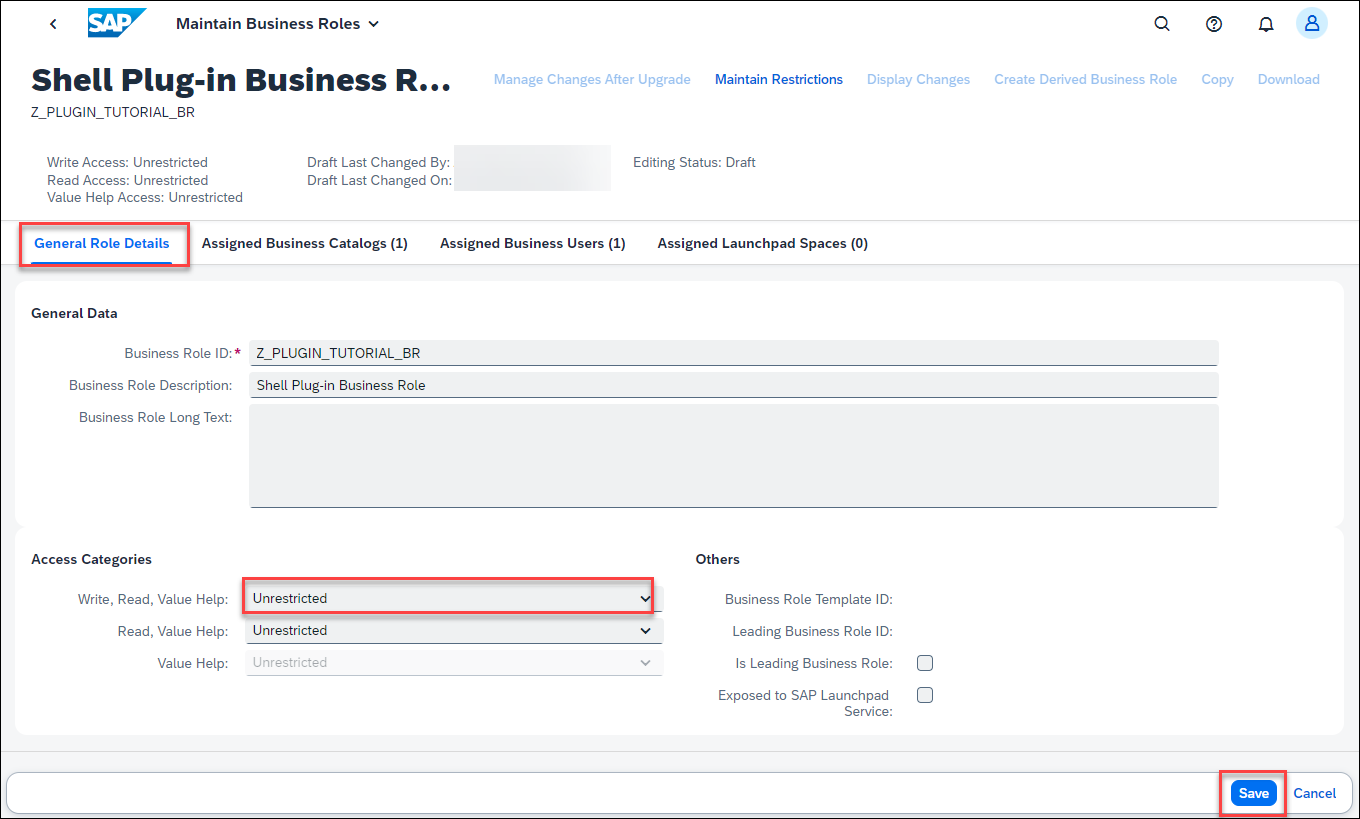 SAP Maintain Business Roles
Shell Plug-in Business R... Manage Changes After Upgrade Maintain Restrictions Display Changes Create Derived Business Role Copy Download
Z_PLUGIN_TUTORIAL_BR
Write Access: Unrestricted
Read Access: Unrestricted
Value Help Access: Unrestricted
Draft Last Changed By:
Draft Last Changed On:
Editing Status: Draft
General Role Details Assigned Business Catalogs (1) Assigned Business Users (1) Assigned Launchpad Spaces (0)
General Data
Business Role ID:* Z_PLUGIN_TUTORIAL_BR
Business Role Description: Shell Plug-in Business Role
Business Role Long Text:
Access Categories
Write, Read, Value Help: Unrestricted
Read, Value Help: Unrestricted
Value Help: Unrestricted
Others
Business Role Template ID:
Leading Business Role ID:
Is Leading Business Role:
Exposed to SAP Launchpad
Service:
Save Cancel